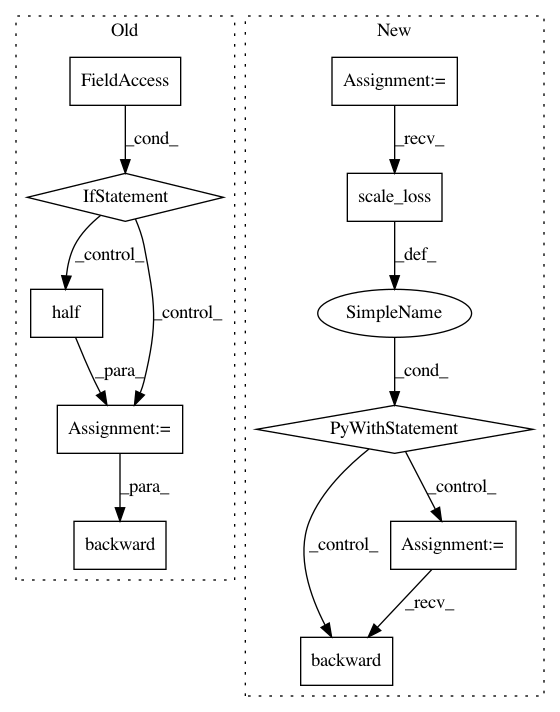 Old
FieldAccess
_cond_
IfStatement
_control_
half
_control_
_para_
Assignment:=
_para_
backward
New
Assignment:=
_recv_
scale_loss
_def_
SimpleName
_cond_
PyWithStatement
_control_
_control_
Assignment:=
_recv_
backward